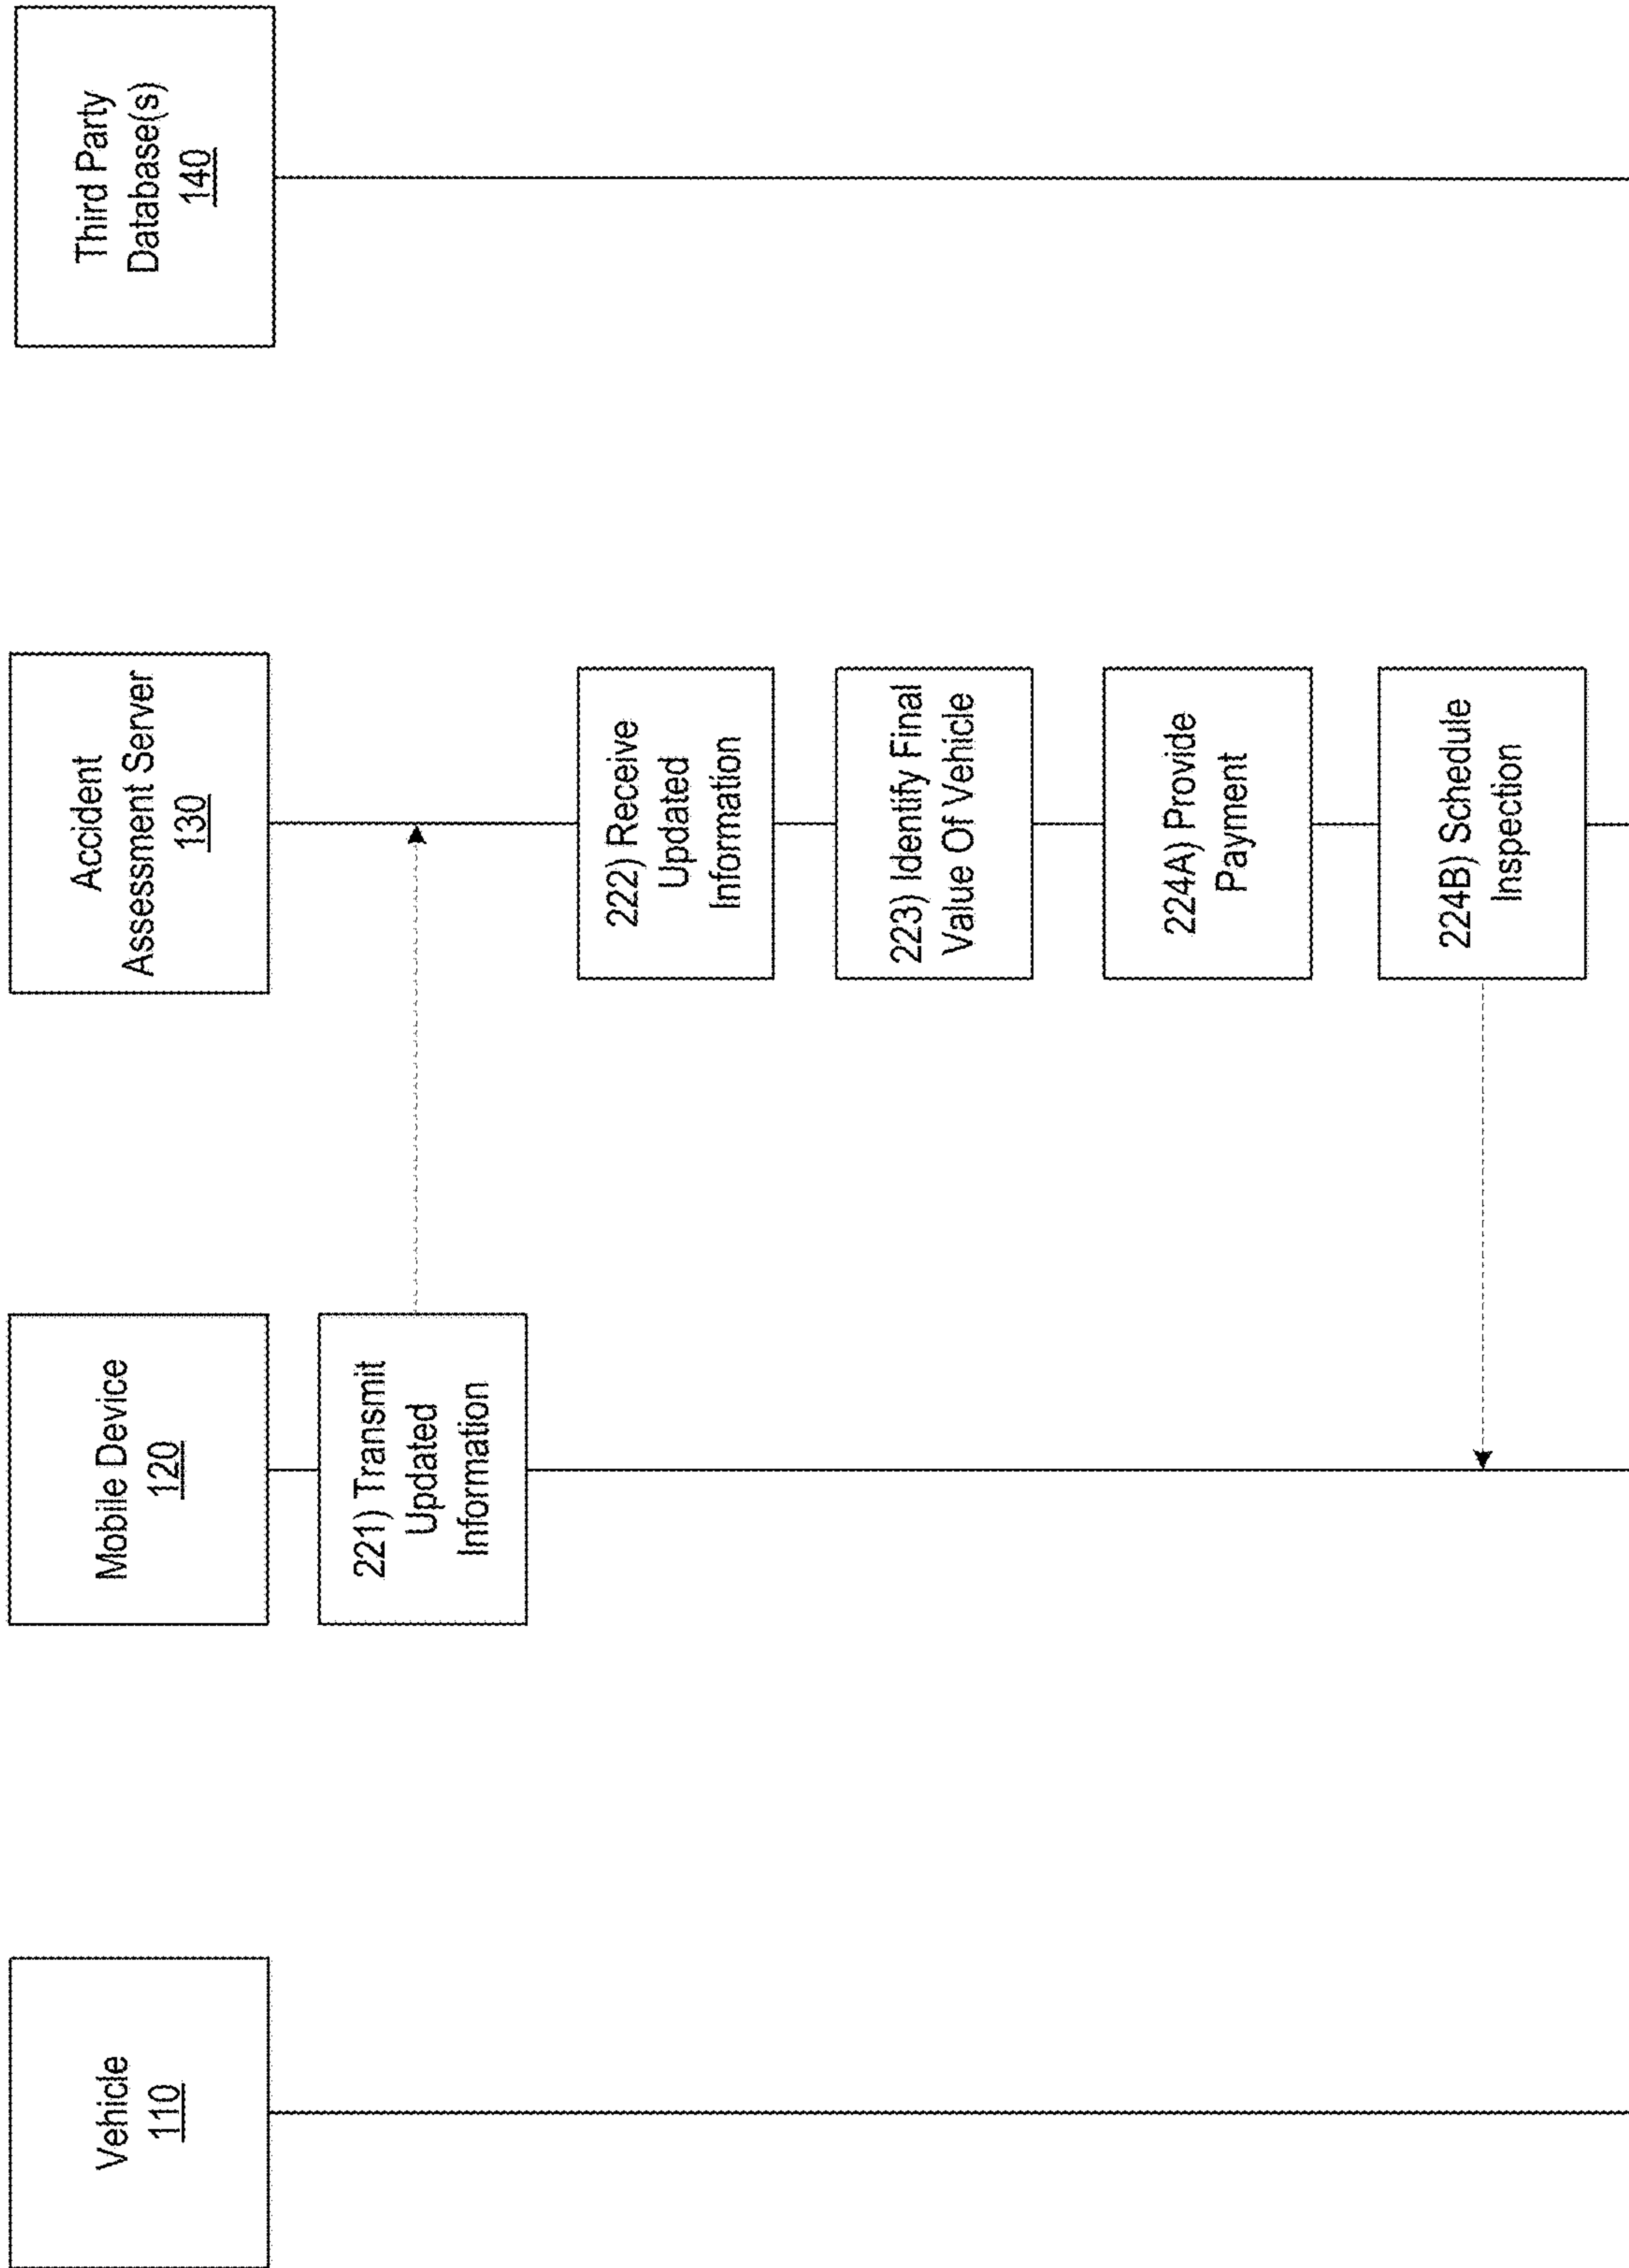 Vehicle
110
Mobile Device
120
Accident
Assessment Server
130
Third Party
Database(s)
140
221) Transmit
Updated
Information
222) Receive
Updated
Information
223) Identify Final
Value Of Vehicle
224A) Provide
Payment
224B) Schedule
Inspection